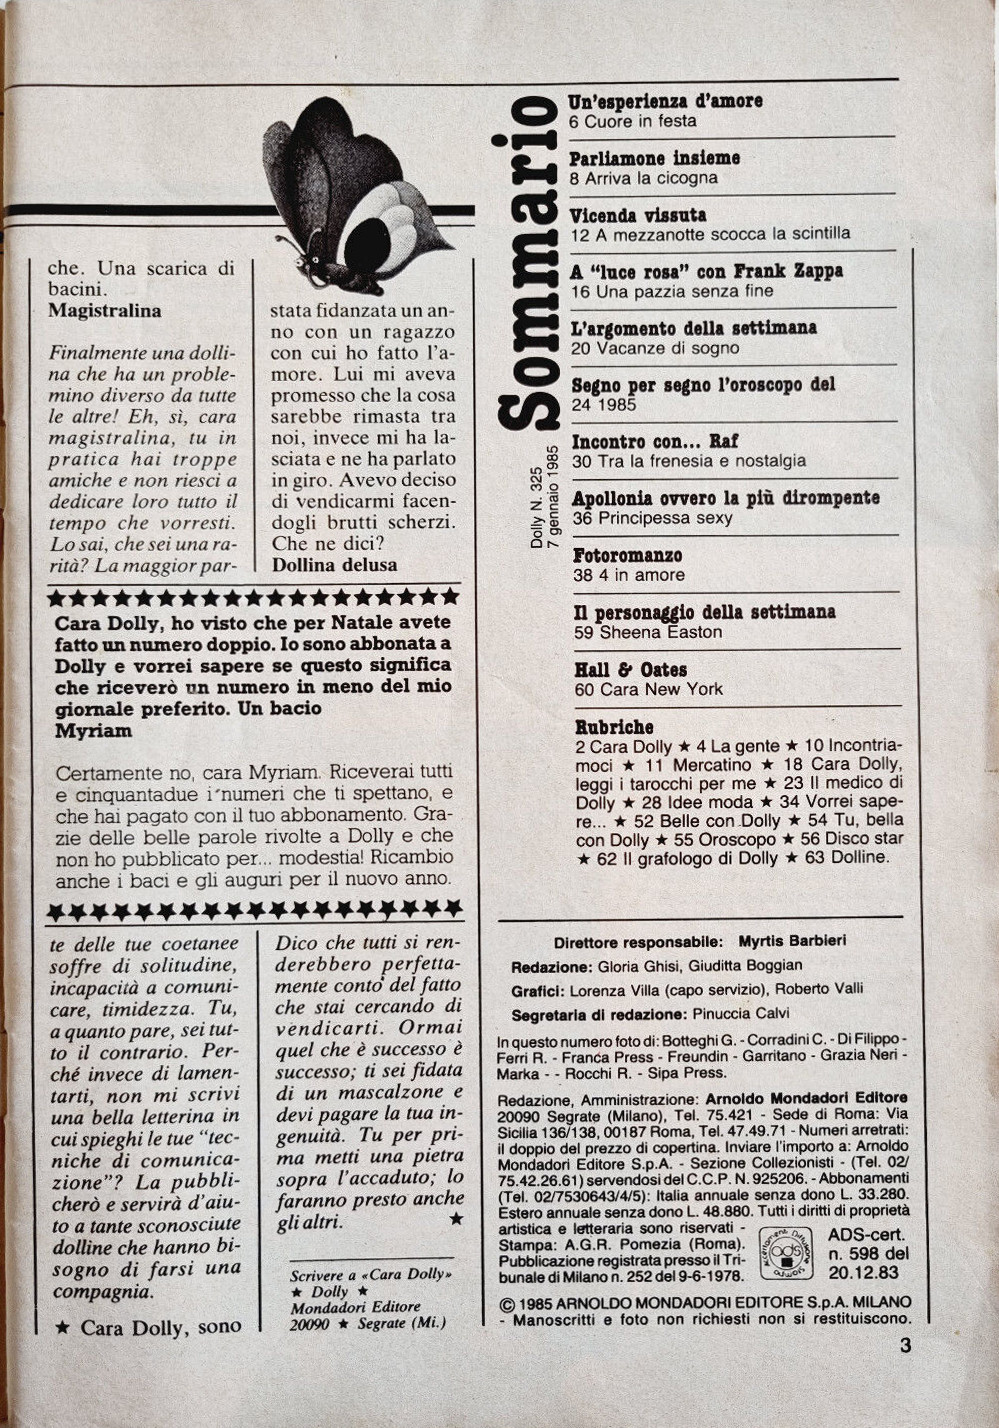 che. Una scarica di
bacini.
Magistralina
Finalmente una dolli-
na che ha un proble-
mino diverso da tutte
le altre! Eh, sì, cara
magistralina, tu in
pratica hai troppe
amiche e non riesci a
dedicare loro tutto il
tempo che vorresti.
Lo sai, che sei una ra-
rità? La maggior par-
stata fidanzata un an-
no con un ragazzo
con cui ho fatto l'a-
more. Lui mi aveva
promesso che la cosa
sarebbe rimasta tra
noi, invece mi ha la-
sciata e ne ha parlato
in giro. Avevo deciso
di vendicarmi facen-
dogli brutti scherzi.
Che ne dici?
Dollina delusa
★★★★★★★★★★★★★★★★★★★
Cara Dolly, ho visto che per Natale avete
fatto un numero doppio. Io sono abbonata a
Dolly e vorrei sapere se questo significa
che riceverò un numero in meno del mio
giornale preferito. Un bacio
Myriam
Certamente no, cara Myriam. Riceverai tutti
e cinquantadue i numeri che ti spettano, e
che hai pagato con il tuo abbonamento. Gra-
zie delle belle parole rivolte a Dolly e che
non ho pubblicato per... modestia! Ricambio
anche i baci e gli auguri per il nuovo anno.
★★★★★★★★★★★★★★★★★★★★
te delle tue coetanee
soffre di solitudine,
incapacità a comuni-
care, timidezza. Tu,
a quanto pare, sei tut-
to il contrario. Per-
ché invece di lamen-
tarti, non mi scrivi
una bella letterina in
cui spieghi le tue “tec-
niche di comunica-
zione”? La pubbli-
cherò e servirà d'aiu-
to a tante sconosciute
dolline che hanno bi-
sogno di farsi una
compagnia.
★ Cara Dolly, sono
Dico che tutti si ren-
derebbero perfetta-
mente conto del fatto
che stai cercando di
vendicarti. Ormai
quel che è successo è
successo; ti sei fidata
di un mascalzone e
devi pagare la tua in-
genuità. Tu per pri-
ma metti una pietra
sopra l'accaduto; lo
faranno presto anche
gli altri. ★
Scrivere a «Cara Dolly»
★ Dolly ★
Mondadori Editore
20090 ★ Segrate (Mi.)
Sommario
Dolly N. 325
7 gennaio 1985
Un'esperienza d'amore
6 Cuore in festa
Parliamone insieme
8 Arriva la cicogna
Vicenda vissuta
12 A mezzanotte scocca la scintilla
A “luce rosa” con Frank Zappa
16 Una pazzia senza fine
L'argomento della settimana
20 Vacanze di sogno
Segno per segno l'oroscopo del
24 1985
Incontro con... Raf
30 Tra la frenesia e nostalgia
Apollonia ovvero la più dirompente
36 Principessa sexy
Fotoromanzo
38 4 in amore
Il personaggio della settimana
59 Sheena Easton
Hall & Oates
60 Cara New York
Rubriche
2 Cara Dolly ★ 4 La gente ★ 10 Incontria-
moci ★ 11 Mercatino ★ 18 Cara Dolly,
leggi i tarocchi per me ★ 23 Il medico di
Dolly ★ 28 Idee moda ★ 34 Vorrei sape-
re... ★ 52 Belle con Dolly ★ 54 Tu, bella
con Dolly ★ 55 Oroscopo ★ 56 Disco star
★ 62 Il grafologo di Dolly ★ 63 Dolline.
Direttore responsabile: Myrtis Barbieri
Redazione: Gloria Ghisi, Giuditta Boggian
Grafici: Lorenza Villa (capo servizio), Roberto Valli
Segretaria di redazione: Pinuccia Calvi
In questo numero foto di: Botteghi G. - Corradini C. - Di Filippo -
Ferri R. - Franca Press - Freundin - Garritano - Grazia Neri -
Marka - - Rocchi R. - Sipa Press.
Redazione, Amministrazione: Arnoldo Mondadori Editore
20090 Segrate (Milano), Tel. 75.421 - Sede di Roma: Via
Sicilia 136/138, 00187 Roma, Tel. 47.49.71 - Numeri arretrati:
il doppio del prezzo di copertina. Inviare l'importo a: Arnoldo
Mondadori Editore S.p.A. - Sezione Collezionisti - (Tel. 02/
75.42.26.61) servendosi del C.C.P. N. 925206. - Abbonamenti
(Tel. 02/7530643/4/5): Italia annuale senza dono L. 33.280.
Estero annuale senza dono L. 48.880. Tutti i diritti di proprietà
artistica e letteraria sono riservati -
Stampa: A.G.R. Pomezia (Roma).
Pubblicazione registrata presso il Tri-
bunale di Milano n. 252 del 9-6-1978.
ads
ADS-cert.
n. 598 del
20.12.83
© 1985 ARNOLDO MONDADORI EDITORE S.p.A. MILANO
- Manoscritti e foto non richiesti non si restituiscono.
3